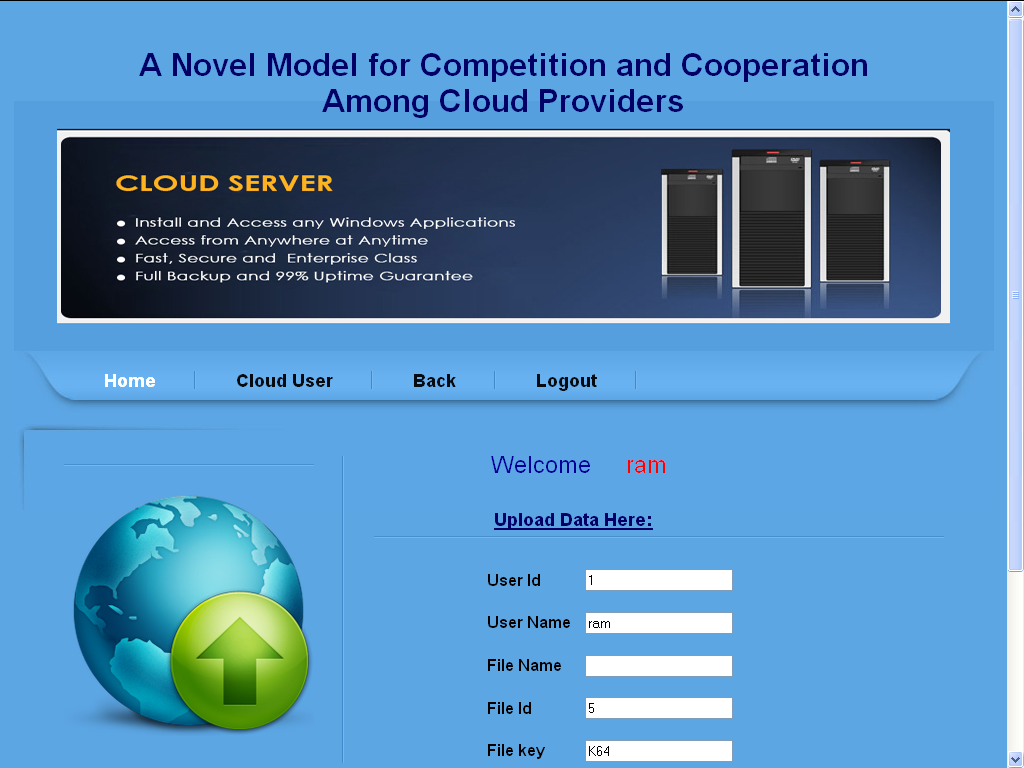 A Novel Model for Competition and Cooperation
Among Cloud Providers
CLOUD SERVER
● Install and Access any Windows Applications
● Access from Anywhere at Anytime
● Fast, Secure and Enterprise Class
● Full Backup and 99% Uptime Guarantee
Home Cloud User Back Logout
Welcome ram
Upload Data Here:
User Id 1
User Name ram
File Name
File Id 5
File key K64